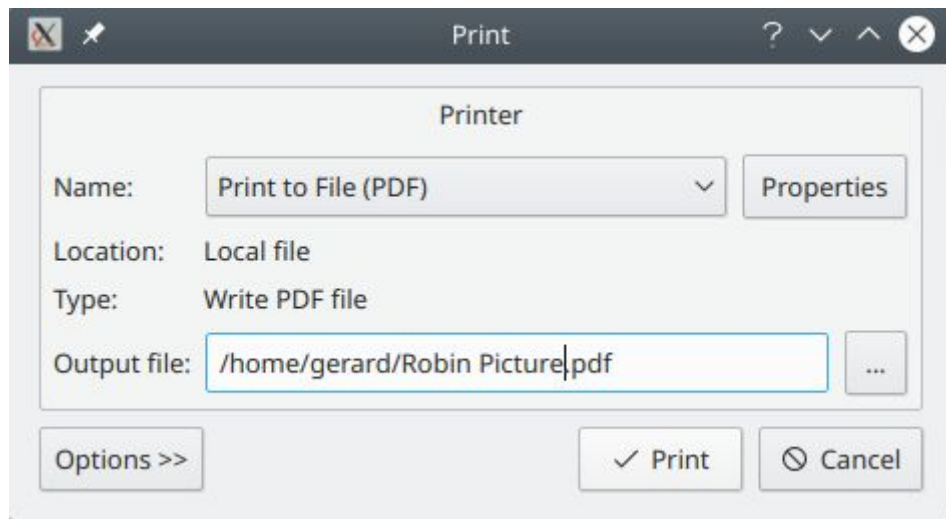 Print
Printer
Name: Print to File (PDF) Properties
Location: Local file
Type: Write PDF file
Output file: /home/gerard/Robin Picture.pdf ...
Options >> Print Cancel